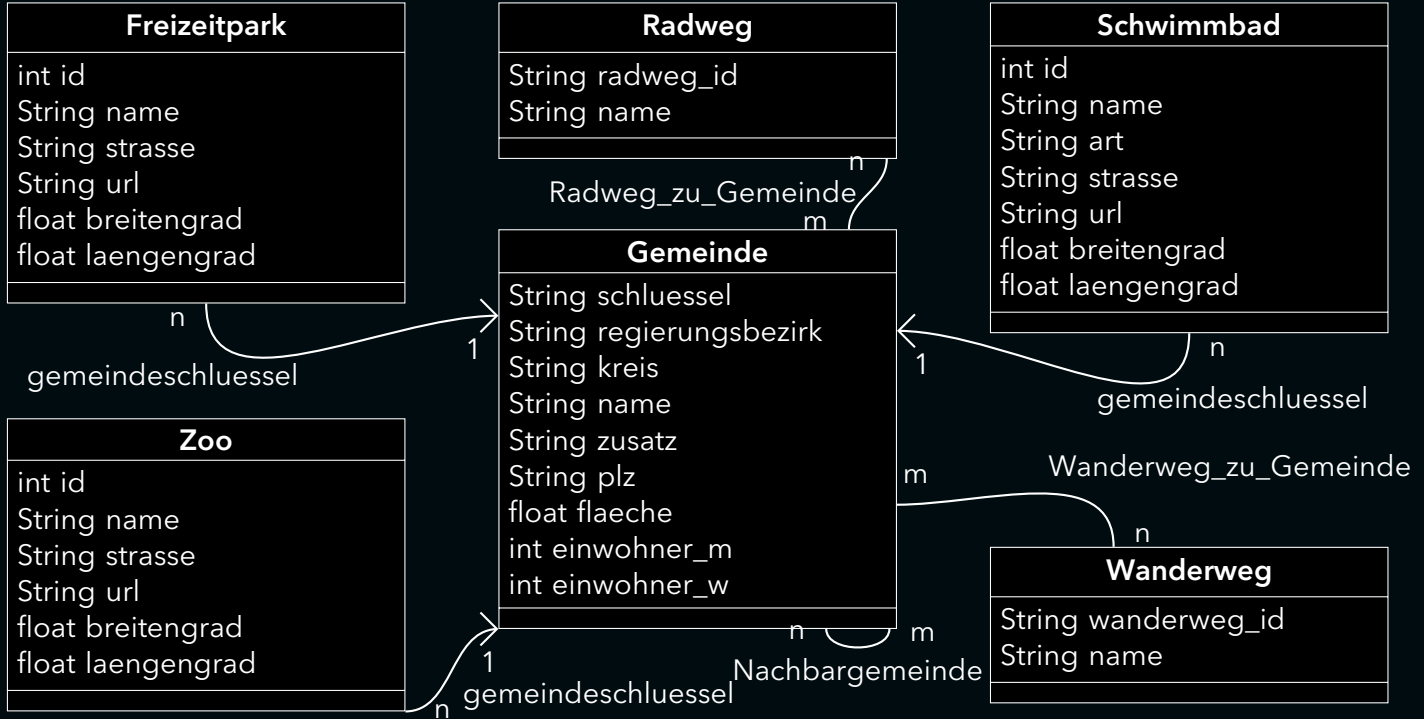 Freizeitpark
int id
String name
String strasse
String url
float breitengrad
float laengengrad
n
1
gemeindeschluessel
Radweg
String radweg_id
String name
n
Radweg_zu_Gemeinde
m
Schwimmbad
int id
String name
String art
String strasse
String url
float breitengrad
float laengengrad
n
1
gemeindeschluessel
Gemeinde
String schluessel
String regierungsbezirk
String kreis
String name
String zusatz
String plz
float flaeche
int einwohner_m
int einwohner_w
n m
Nachbargemeinde
Zoo
int id
String name
String strasse
String url
float breitengrad
float laengengrad
n
1
gemeindeschluessel
m
Wanderweg_zu_Gemeinde
n
Wanderweg
String wanderweg_id
String name